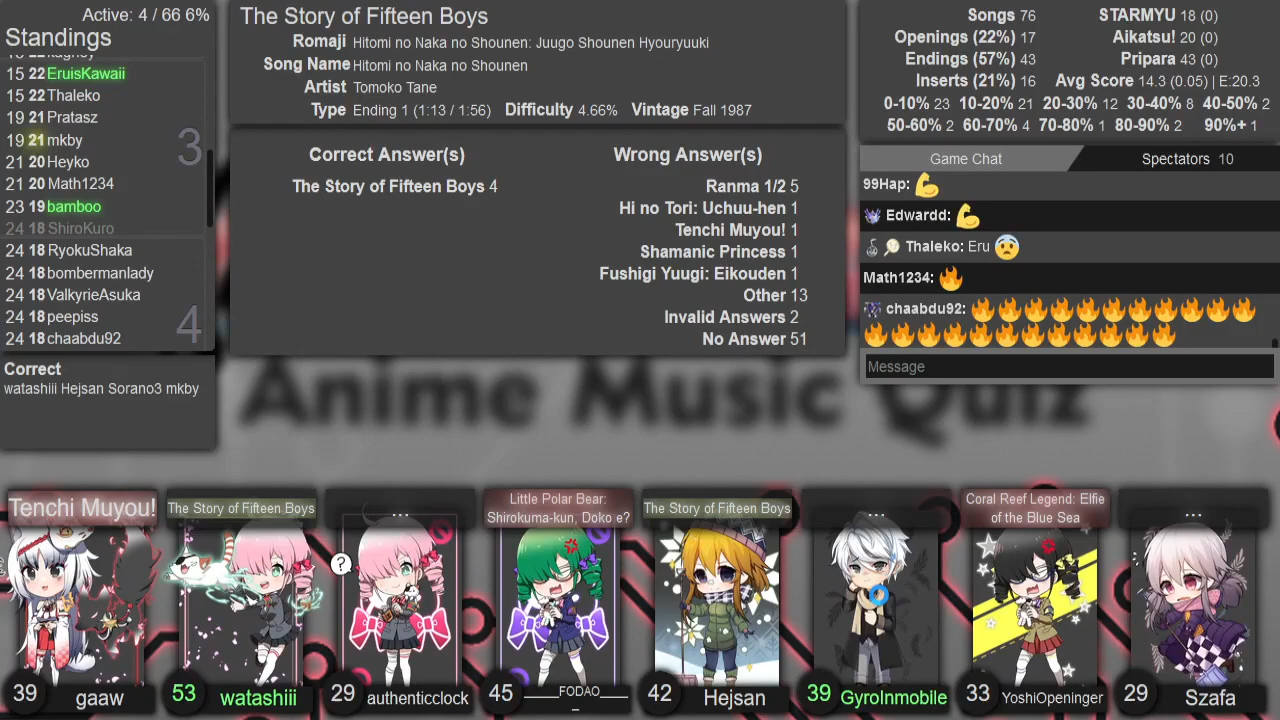 Active: 4 / 66 6%
Standings
15 22 EruisKawaii
15 22 Thaleko
19 21 Pratasz
19 21 mkby
21 20 Heyko
21 20 Math1234
23 19 bamboo
24 18 ShiroKuro
24 18 RyokuShaka
24 18 bombermanlady
24 18 ValkyrieAsuka
24 18 peepiss
24 18 chaabdu92
3
4
Correct
watashiii Hejsan Sorano3 mkby
The Story of Fifteen Boys
Romaji Hitomi no Naka no Shounen: Juugo Shounen Hyouryuuki
Song Name Hitomi no Naka no Shounen
Artist Tomoko Tane
Type Ending 1 (1:13 / 1:56) Difficulty 4.66% Vintage Fall 1987
Correct Answer(s)
The Story of Fifteen Boys 4
Wrong Answer(s)
Ranma 1/2 5
Hi no Tori: Uchuu-hen 1
Tenchi Muyou! 1
Shamanic Princess 1
Fushigi Yuugi: Eikouden 1
Other 13
Invalid Answers 2
No Answer 51
Songs 76 STARMYU 18 (0)
Openings (22%) 17 Aikatsu! 20 (0)
Endings (57%) 43 Pripara 43 (0)
Inserts (21%) 16 Avg Score 14.3 (0.05) | E:20.3
0-10% 23 10-20% 21 20-30% 12 30-40% 8 40-50% 2
50-60% 2 60-70% 4 70-80% 1 80-90% 2 90%+ 1
Game Chat Spectators 10
99Hap: 💪
Edwardd: 💪
Thaleko: Eru 😨
Math1234: 🔥
chaabdu92: 🔥🔥🔥🔥🔥🔥🔥🔥🔥🔥🔥
🔥🔥🔥🔥🔥🔥🔥🔥🔥🔥🔥🔥
Message
Anime Music Quiz
Tenchi Muyou!
The Story of Fifteen Boys
...
Little Polar Bear:
Shirokuma-kun, Doko e?
The Story of Fifteen Boys
...
Coral Reef Legend: Elfie
of the Blue Sea
...
?
39 gaaw
53 watashiii
29 authenticclock
45 _____FODAO_____
_
42 Hejsan
39 GyroInmobile
33 YoshiOpeninger
29 Szafa